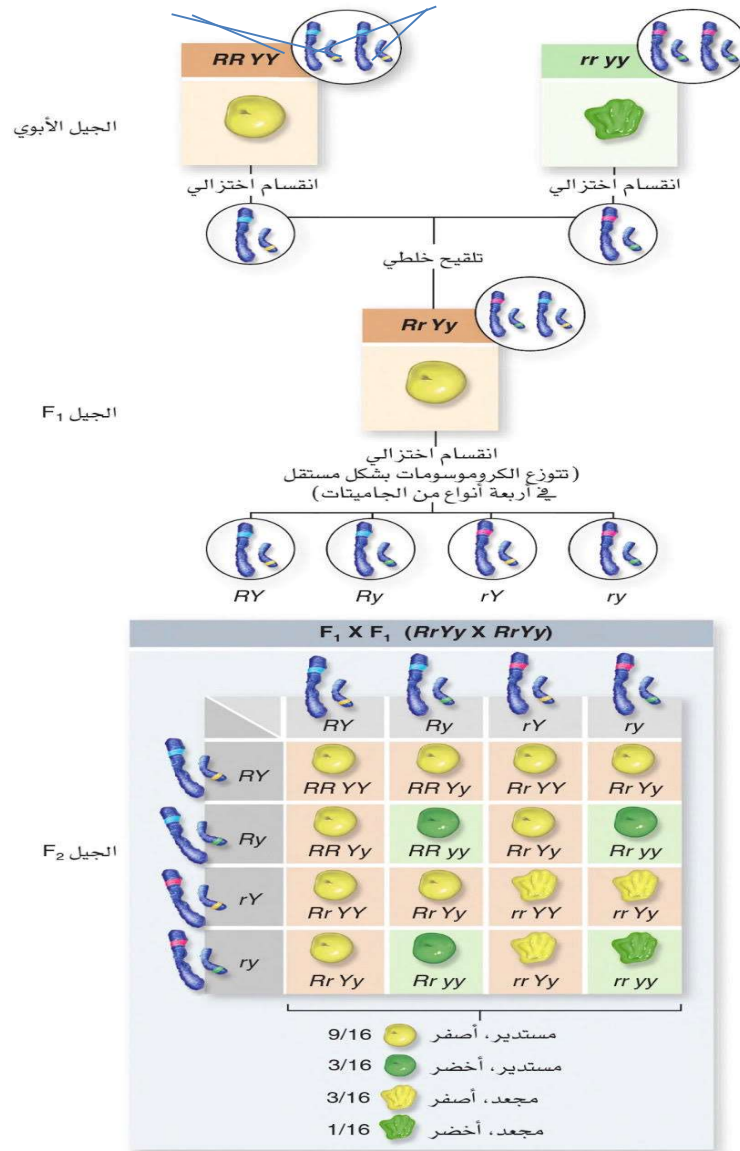 RR YY
rr yy
الجيل الأبوي
انقسام اختزالي
انقسام اختزالي
تلقيح خلطي
Rr Yy
الجيل F₁
انقسام اختزالي
(تتوزع الكروموسومات بشكل مستقل
في أربعة أنواع من الجاميتات)
RY Ry rY ry
F₁ X F₁ (RrYy X RrYy)
RY Ry rY ry
RY RR YY RR Yy Rr YY Rr Yy
الجيل F₂
Ry RR Yy RR yy Rr Yy Rr yy
rY Rr YY Rr Yy rr YY rr Yy
ry Rr Yy Rr yy rr Yy rr yy
مستدير، أصفر 9/16
مستدير، أخضر 3/16
مجعد، أصفر 3/16
مجعد، أخضر 1/16